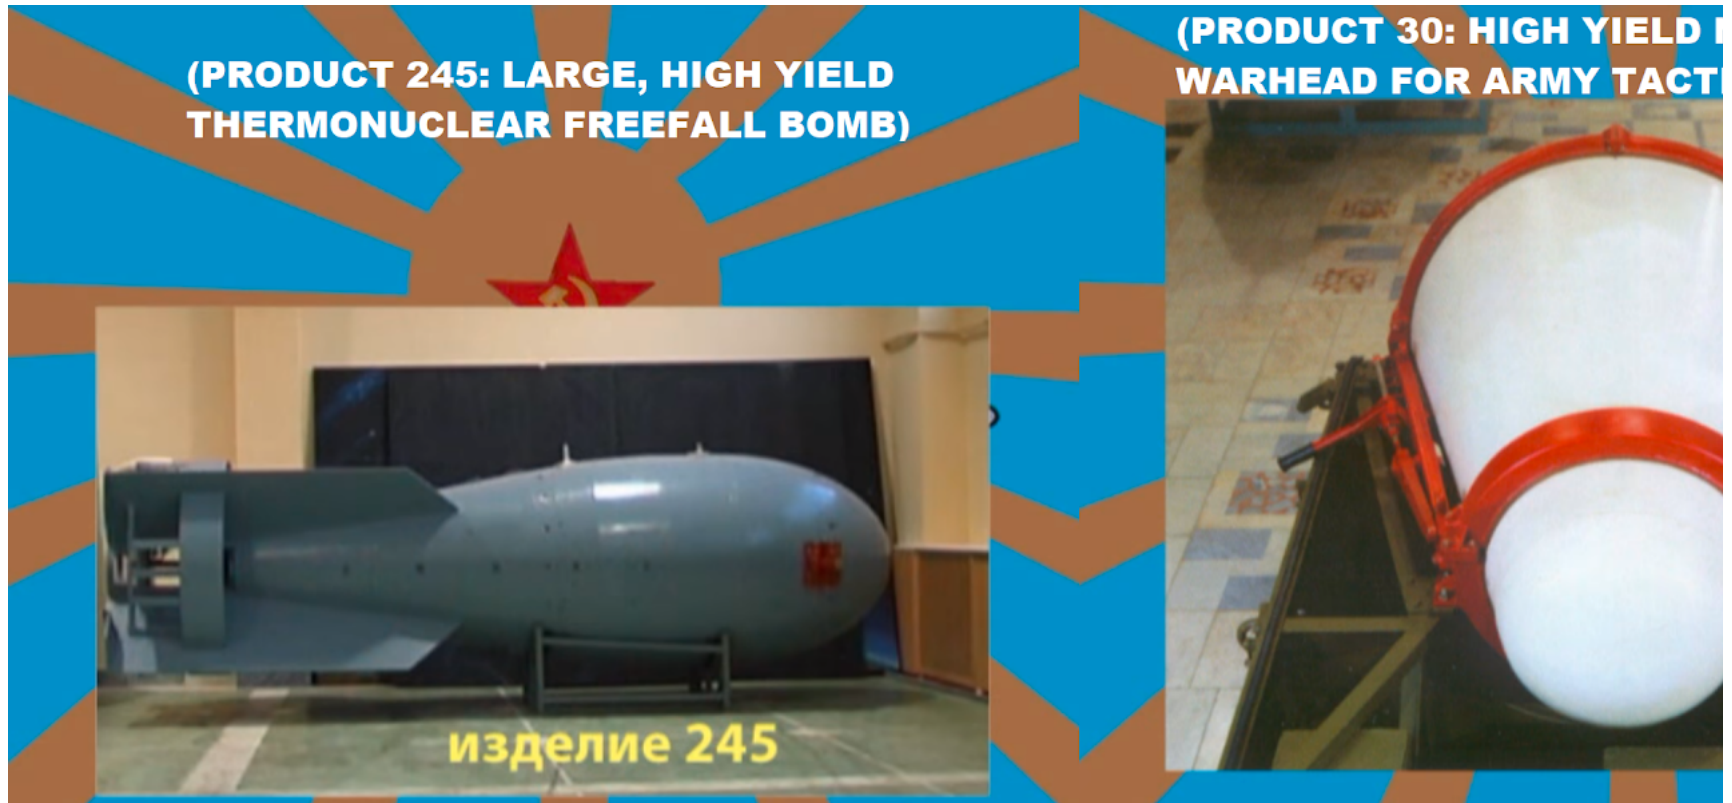 (PRODUCT 245: LARGE, HIGH YIELD
THERMONUCLEAR FREEFALL BOMB)
изделие 245
(PRODUCT 30: HIGH YIELD
WARHEAD FOR ARMY